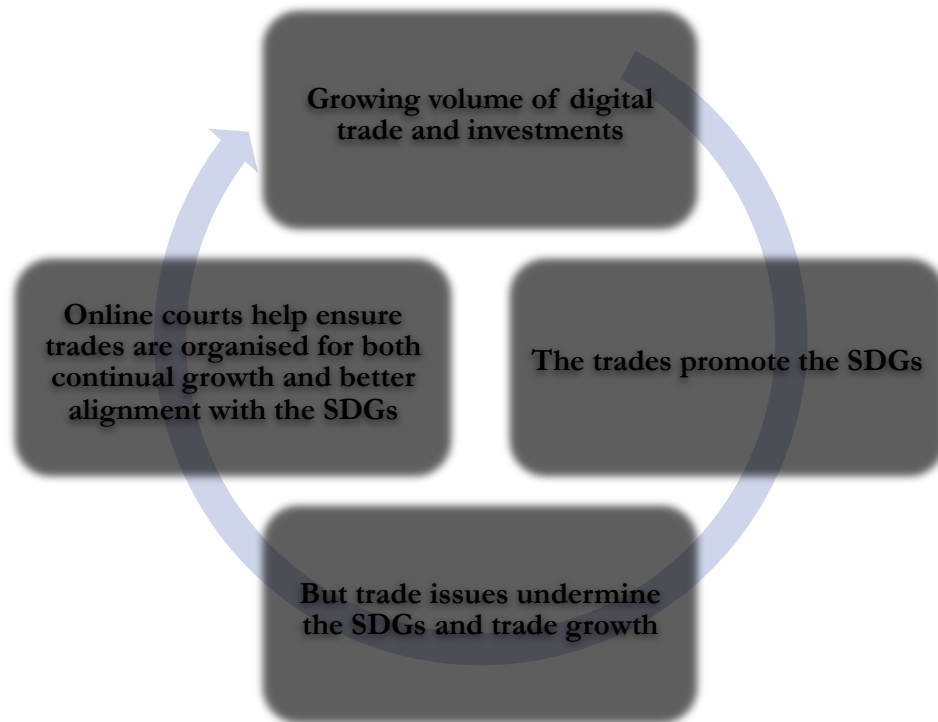 Growing volume of digital
trade and investments
The trades promote the SDGs
But trade issues undermine
the SDGs and trade growth
Online courts help ensure
trades are organised for both
continual growth and better
alignment with the SDGs